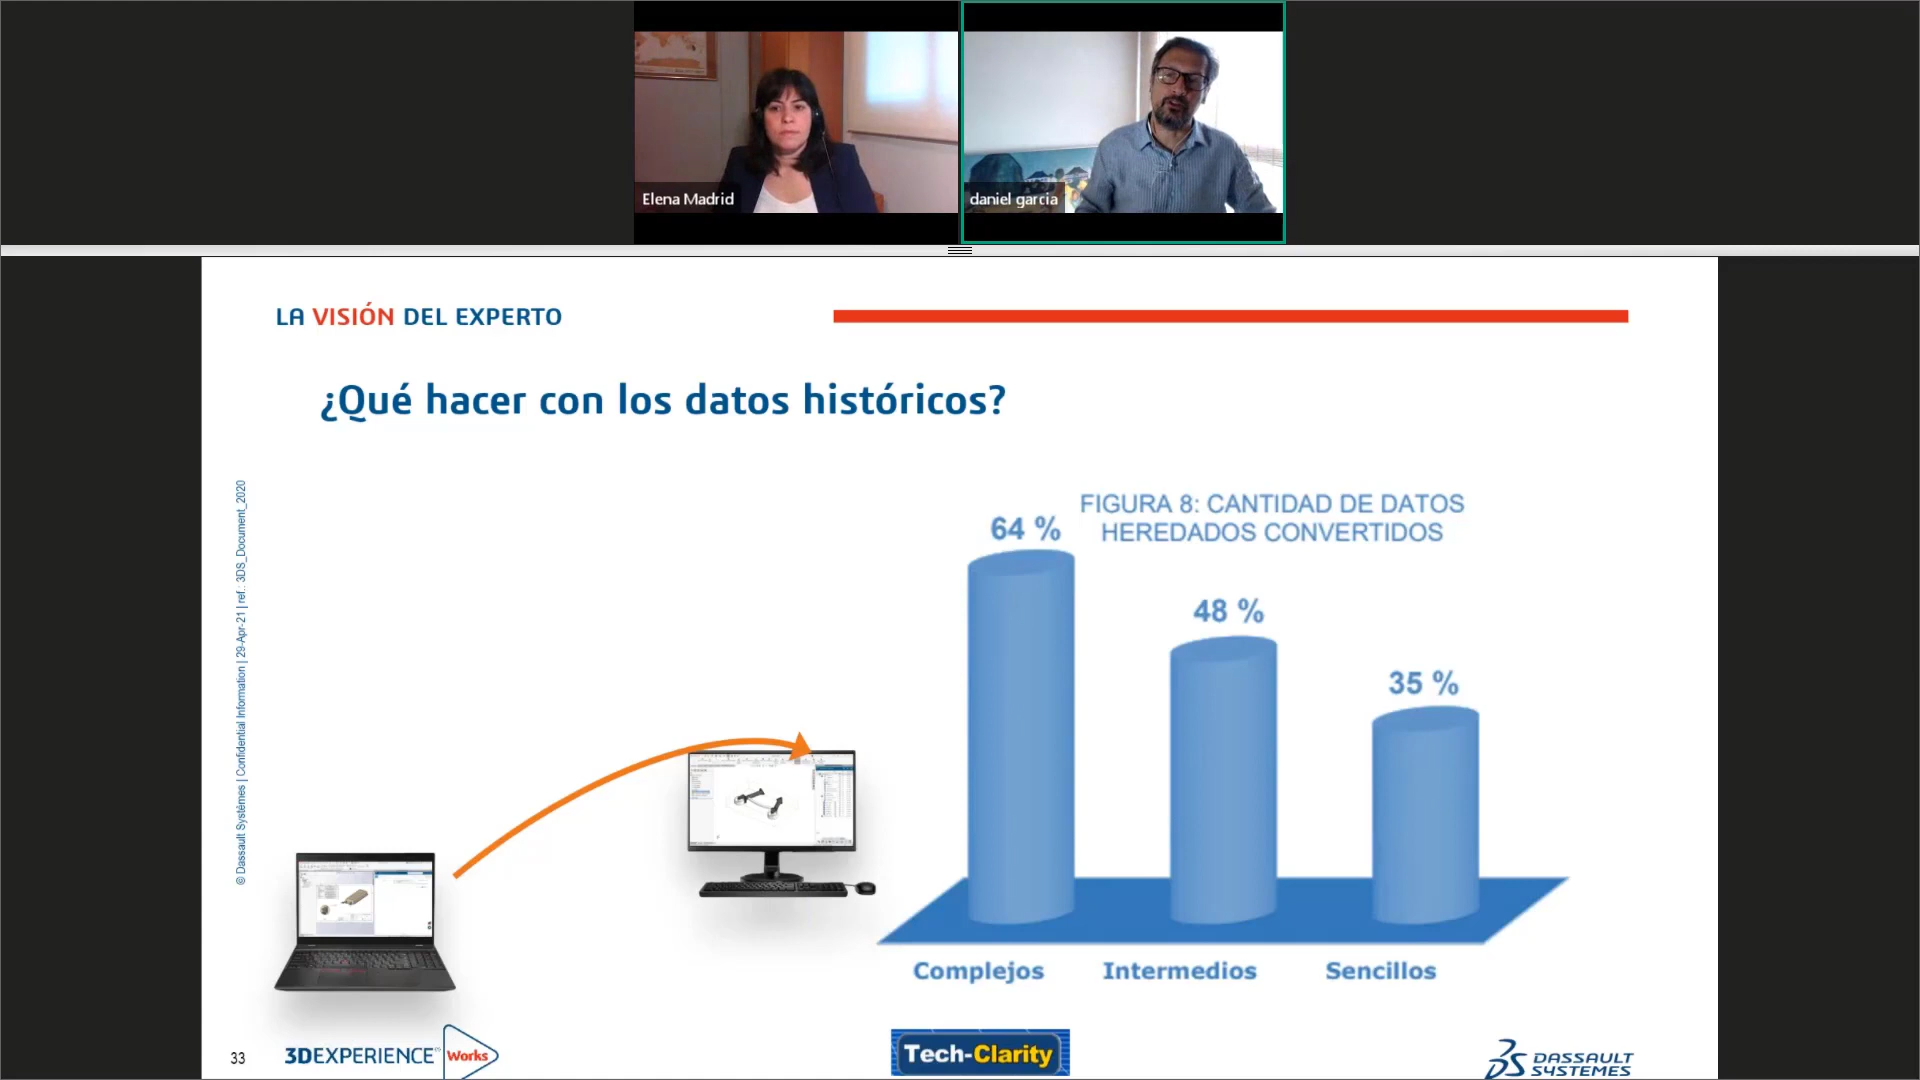 Elena Madrid
daniel garcia
LA VISIÓN DEL EXPERTO
¿Qué hacer con los datos históricos?
© Dassault Systèmes | Confidential Information | 29-Apr-21 | ref.: 3DS_Document_2020
FIGURA 8: CANTIDAD DE DATOS
HEREDADOS CONVERTIDOS
64 %
48 %
35 %
Complejos
Intermedios
Sencillos
33
3DEXPERIENCE
Works
Tech-Clarity
DASSAULT
SYSTEMES